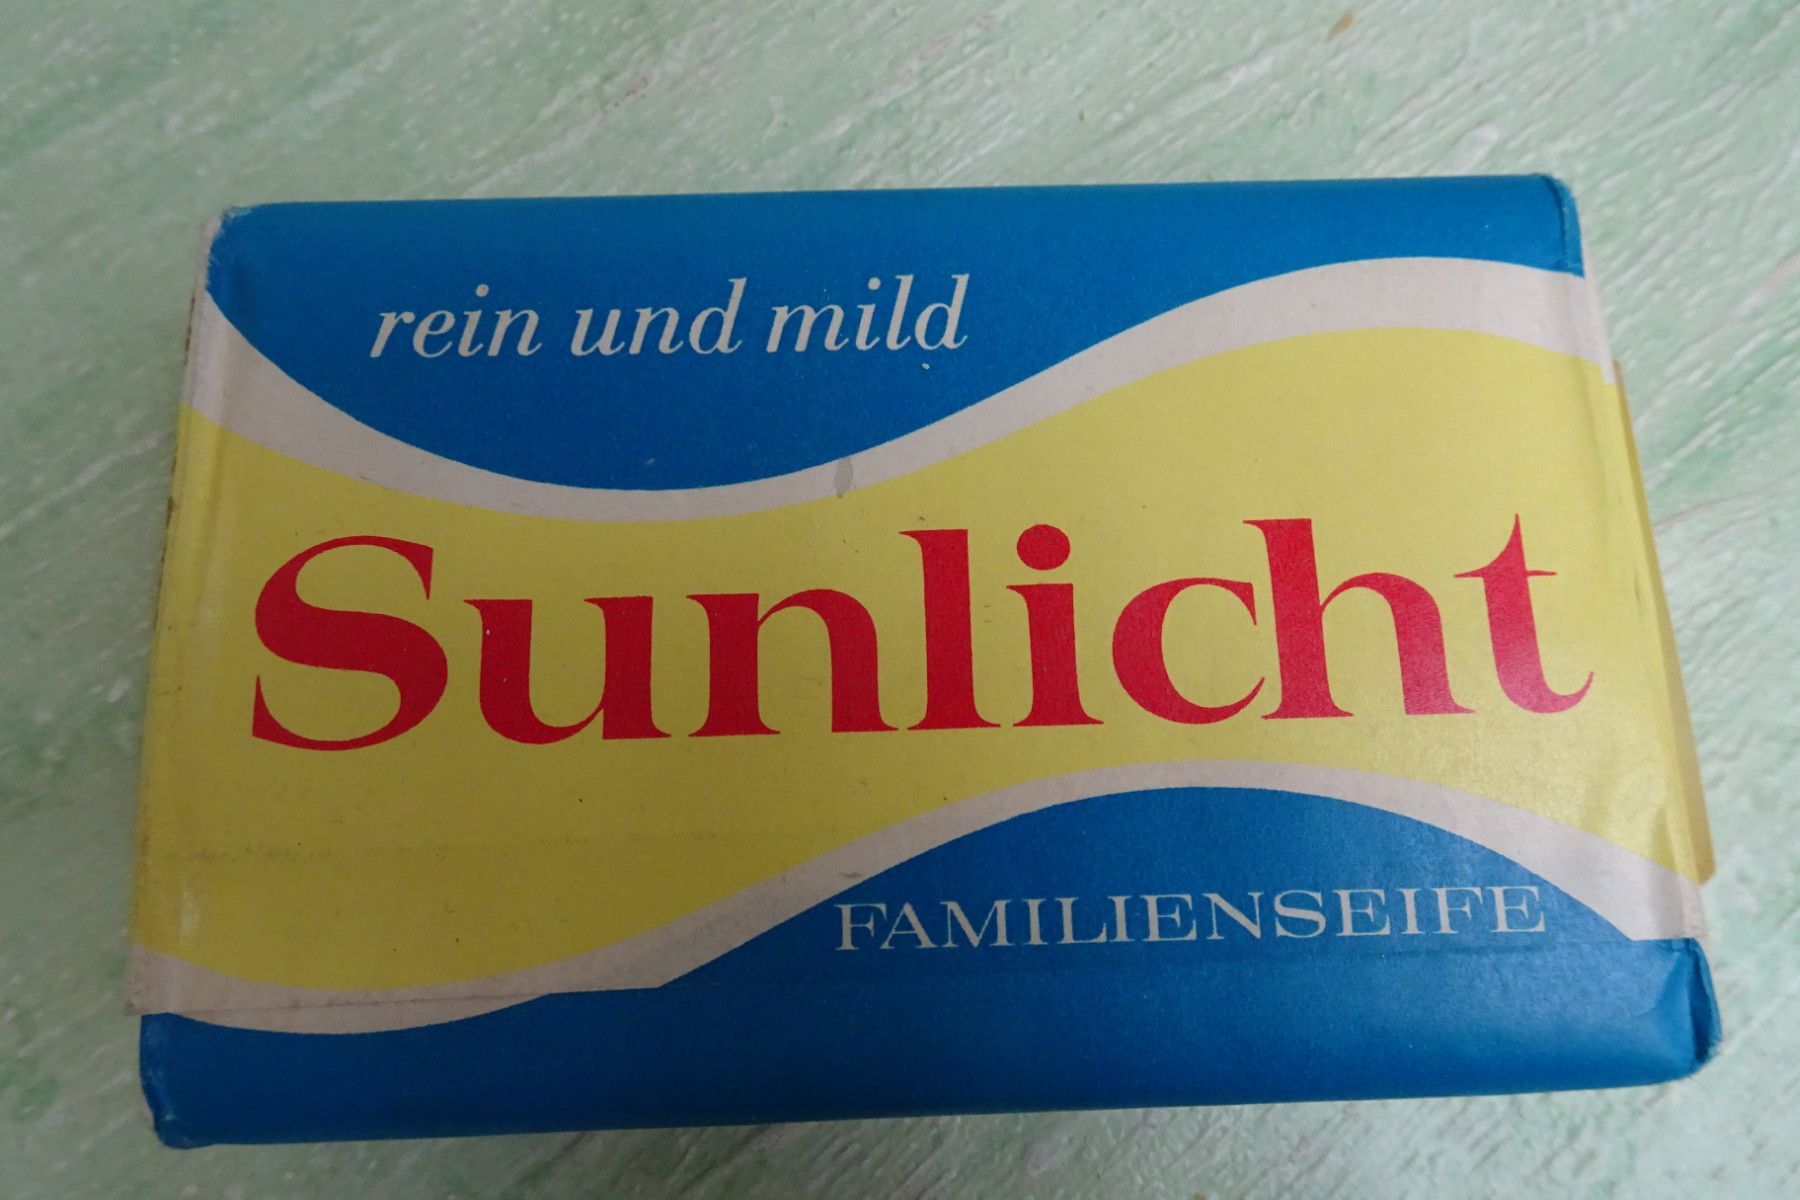 rein und mild
Sunlicht
FAMILIENSEIFE